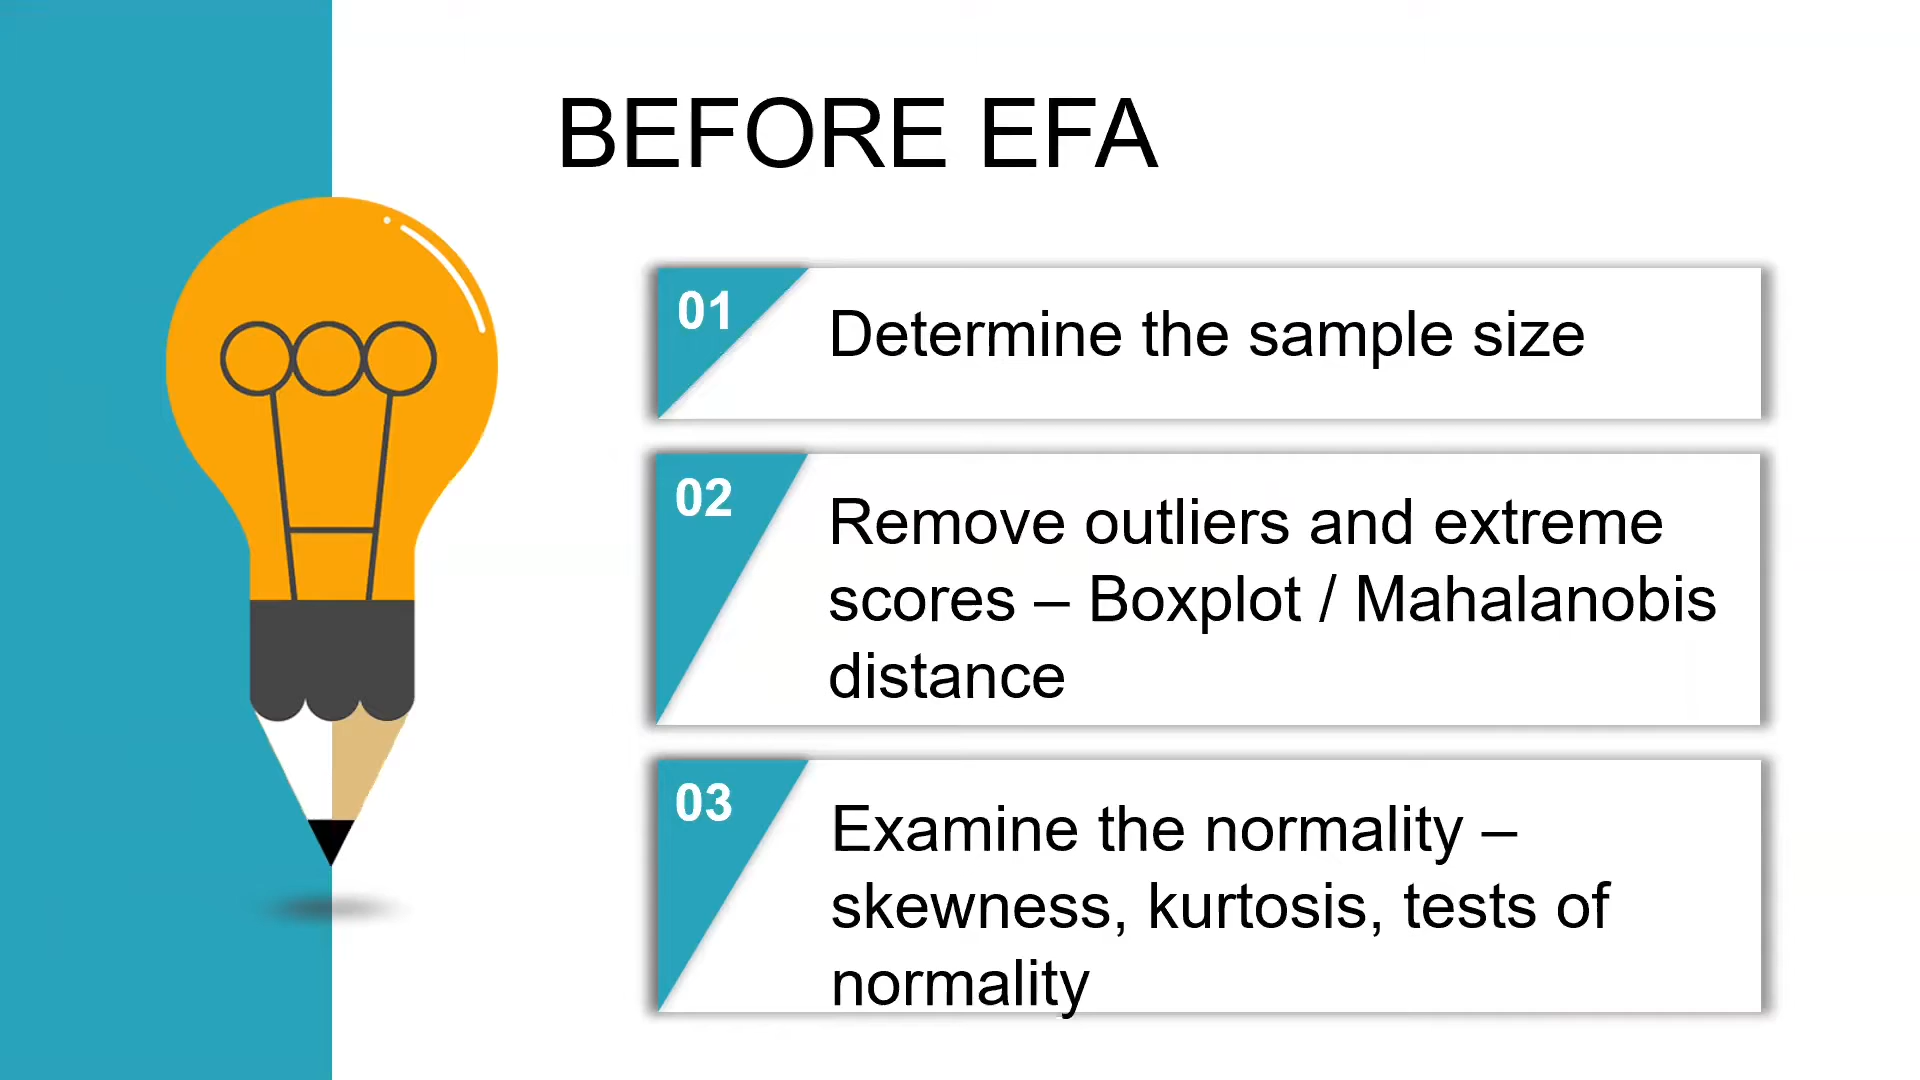 BEFORE EFA
01
Determine the sample size
02
Remove outliers and extreme
scores – Boxplot / Mahalanobis
distance
03
Examine the normality –
skewness, kurtosis, tests of
normality